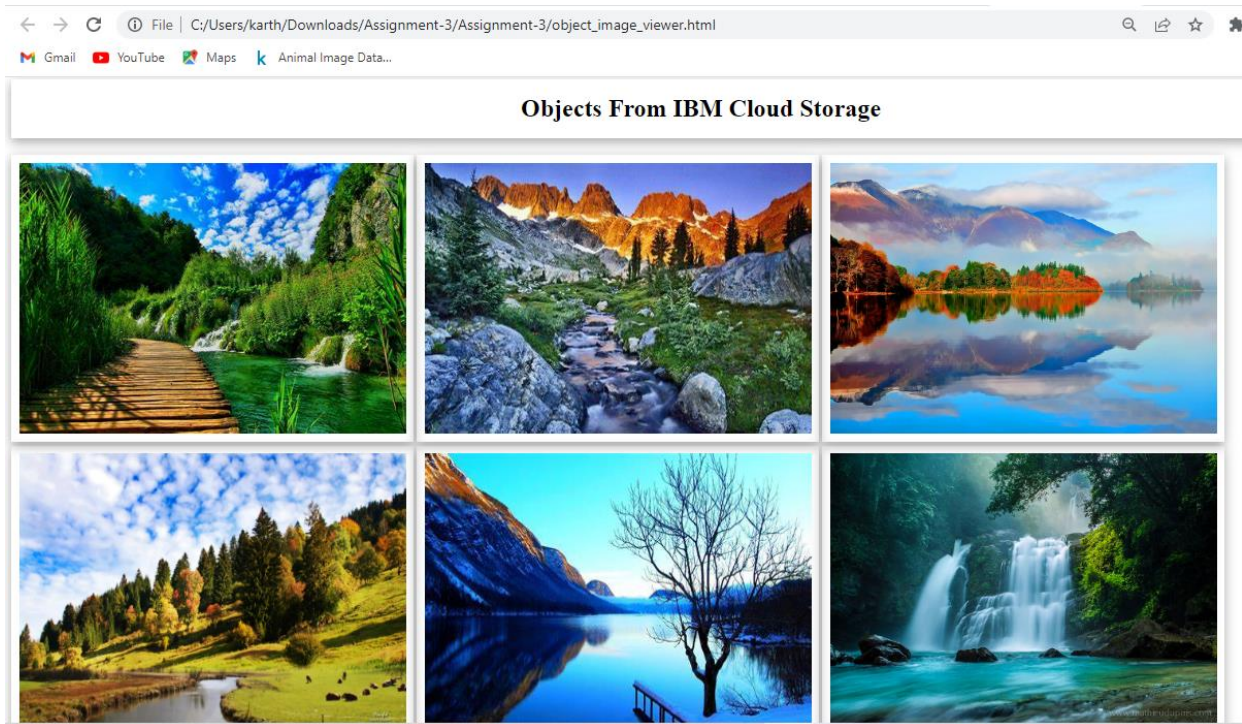 File | C:/Users/karth/Downloads/Assignment-3/Assignment-3/object_image_viewer.html
Gmail YouTube Maps k Animal Image Data...
Objects From IBM Cloud Storage